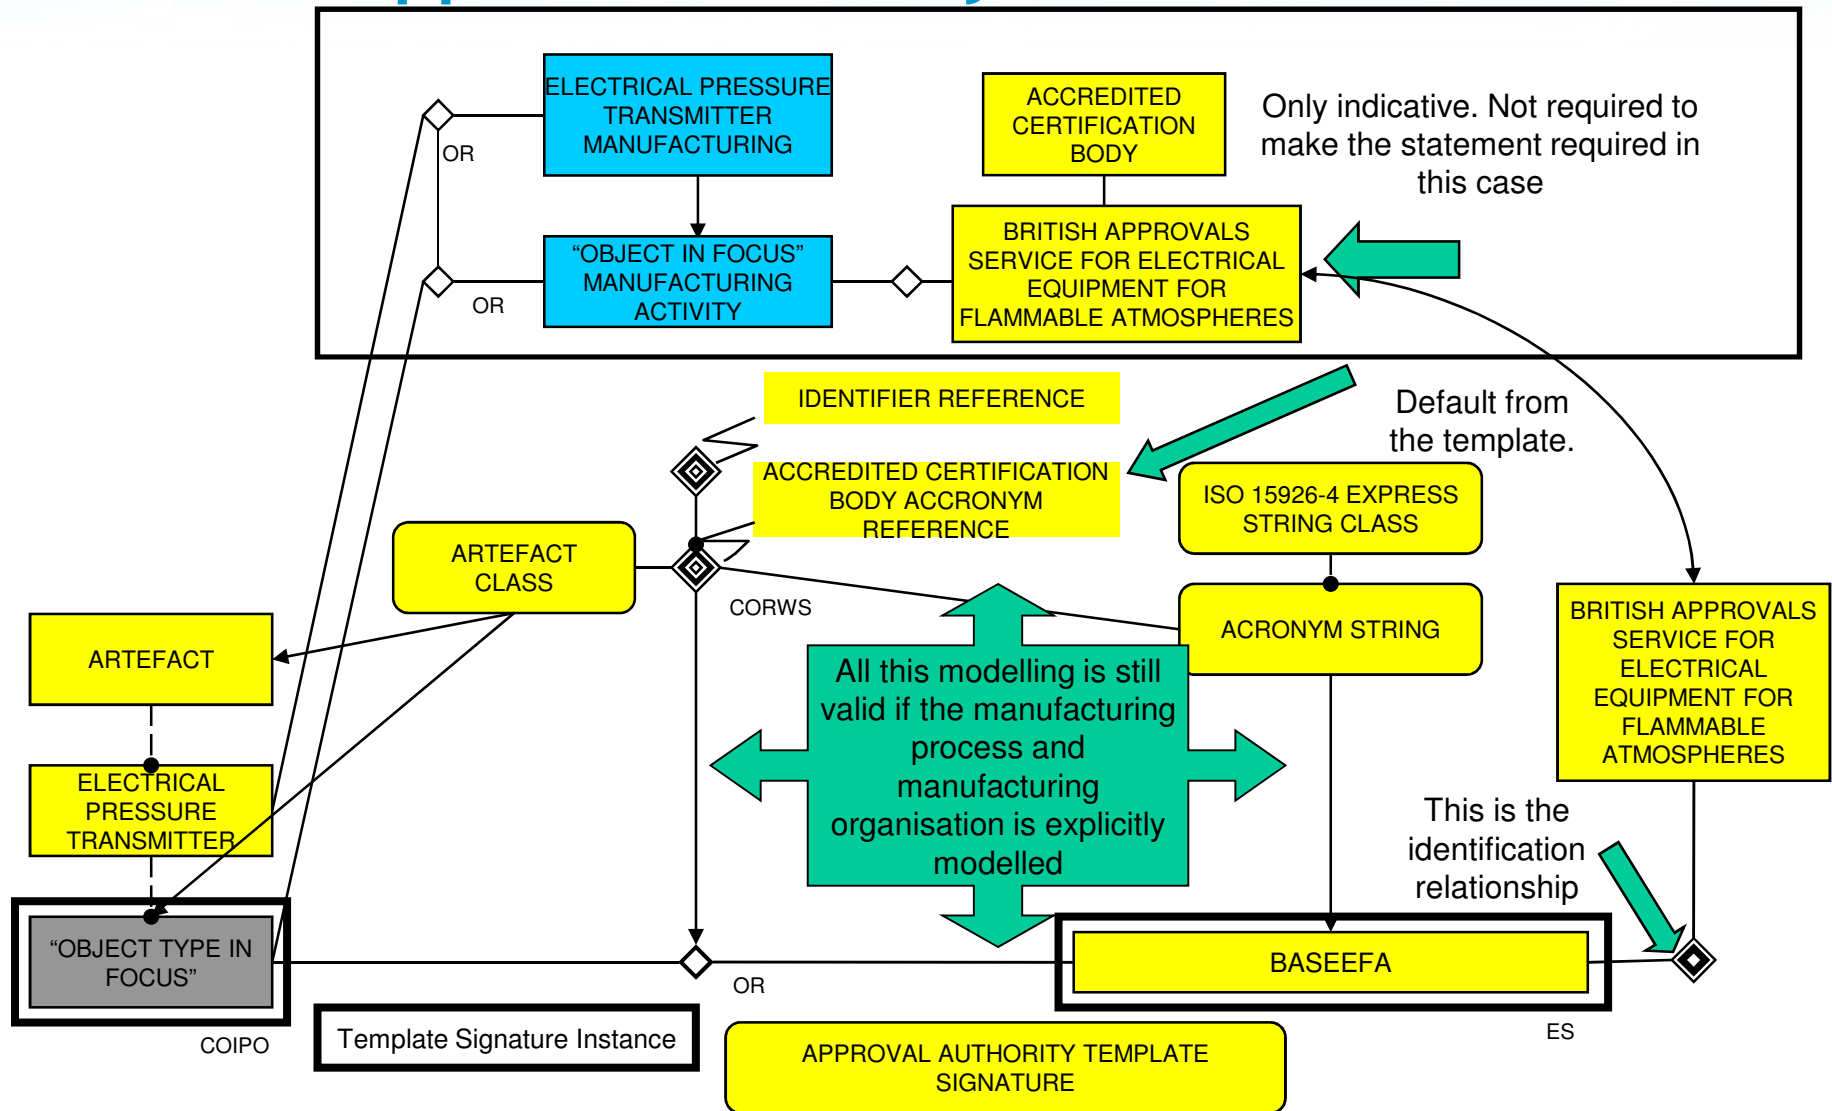 ELECTRICAL PRESSURE
TRANSMITTER
MANUFACTURING
ACCREDITED
CERTIFICATION
BODY
Only indicative. Not required to
make the statement required in
this case
OR
"OBJECT IN FOCUS"
MANUFACTURING
ACTIVITY
OR
BRITISH APPROVALS
SERVICE FOR ELECTRICAL
EQUIPMENT FOR
FLAMMABLE ATMOSPHERES
IDENTIFIER REFERENCE
Default from
the template.
ACCREDITED CERTIFICATION
BODY ACCRONYM
REFERENCE
ISO 15926-4 EXPRESS
STRING CLASS
ARTEFACT
CLASS
CORWS
ACRONYM STRING
BRITISH APPROVALS
SERVICE FOR
ELECTRICAL
EQUIPMENT FOR
FLAMMABLE
ATMOSPHERES
ARTEFACT
All this modelling is still
valid if the manufacturing
process and
manufacturing
organisation is explicitly
modelled
ELECTRICAL
PRESSURE
TRANSMITTER
This is the
identification
relationship
"OBJECT TYPE IN
FOCUS"
COIPO
OR
BASEEFA
ES
Template Signature Instance
APPROVAL AUTHORITY TEMPLATE
SIGNATURE